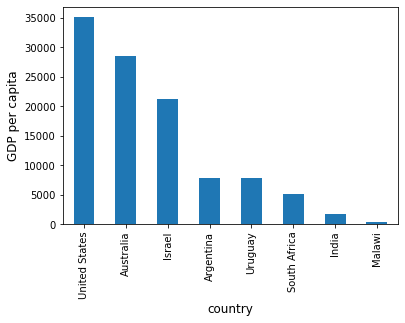 35000
30000
25000
20000
15000
10000
5000
0
GDP per capita
United States
Australia
Israel
Argentina
Uruguay
South Africa
India
Malawi
country